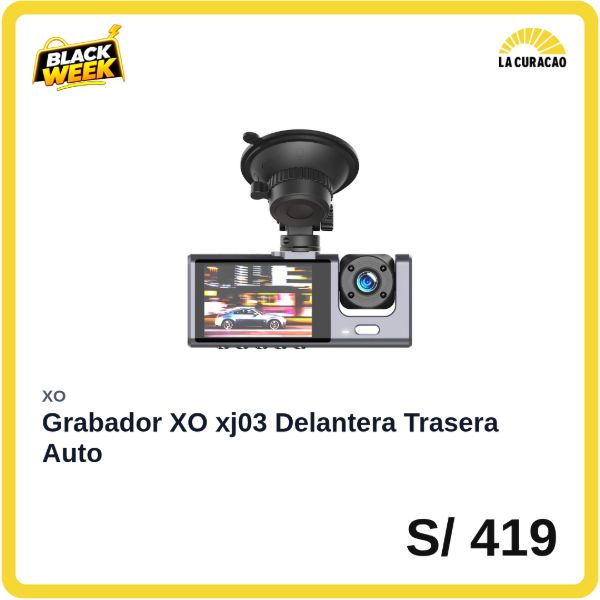 BLACK
WEEK
LA CURACAO
XO
Grabador XO xj03 Delantera Trasera
Auto
S/ 419